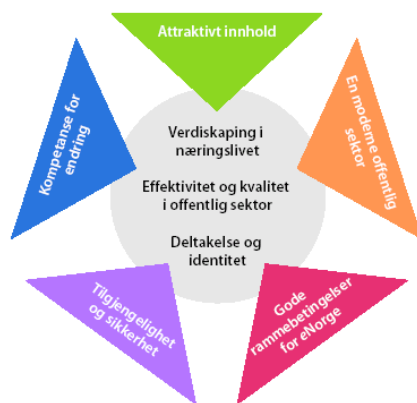 Attraktivt innhold
En moderne offentlig
sektor
Gode
rammebetingelser
for eNorge
Tilgjengelighet
og sikkerhet
Kompetanse for
endring
Verdiskaping i
næringslivet
Effektivitet og kvalitet
i offentlig sektor
Deltakelse og
identitet